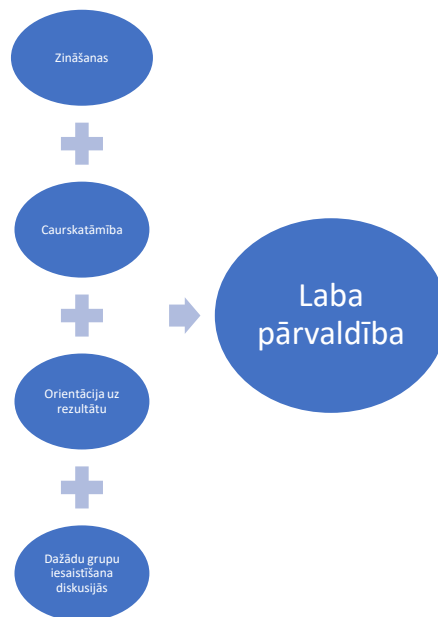 Zināšanas
Caurskatāmība
Orientācija uz
rezultātu
Dažādu grupu
iesaistīšana
diskusijās
Laba
pārvaldība